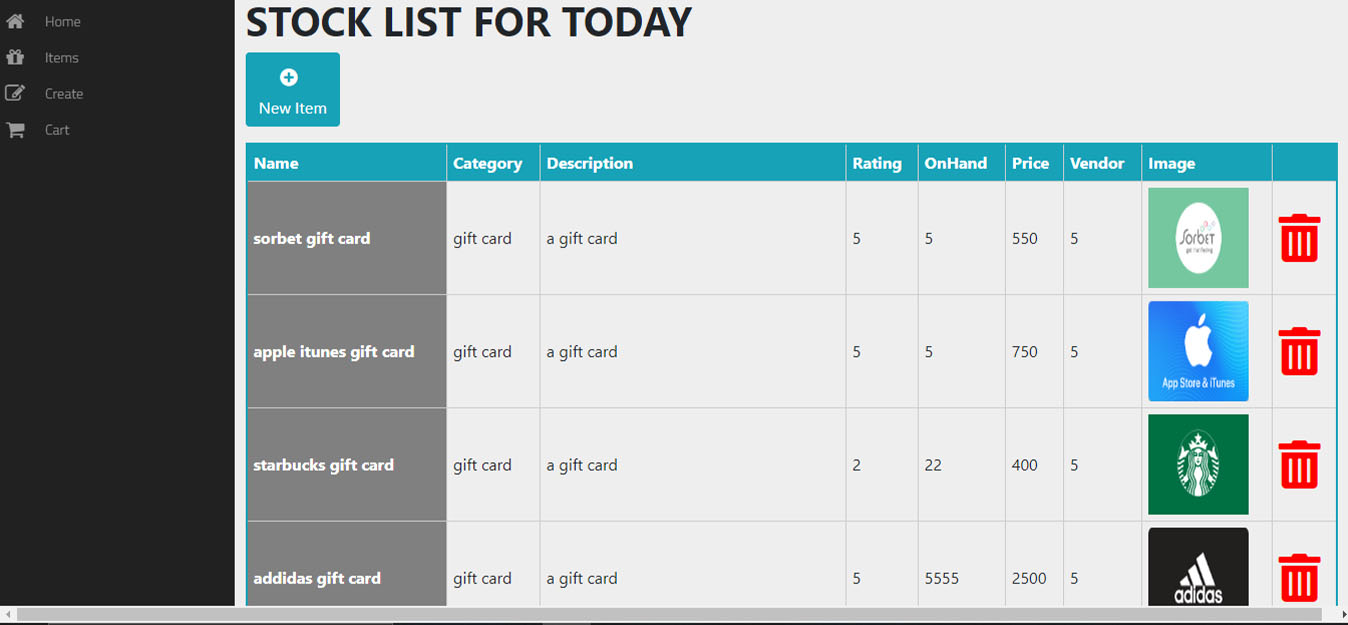 Home
Items
Create
Cart
STOCK LIST FOR TODAY
New Item
Name Category Description Rating OnHand Price Vendor Image
sorbet gift card gift card a gift card 5 5 550 5
SorBET
apple itunes gift card gift card a gift card 5 5 750 5
App Store & iTunes
starbucks gift card gift card a gift card 2 22 400 5
addidas gift card gift card a gift card 5 5555 2500 5
adidas